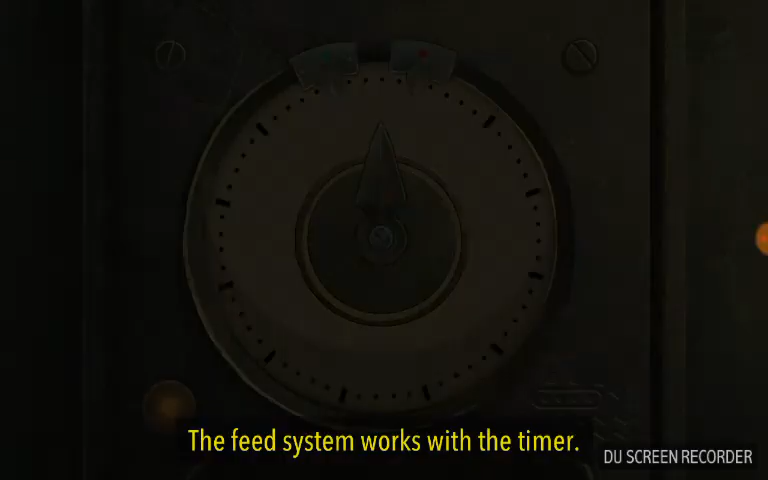 The feed system works with the timer.
DU SCREEN RECORDER